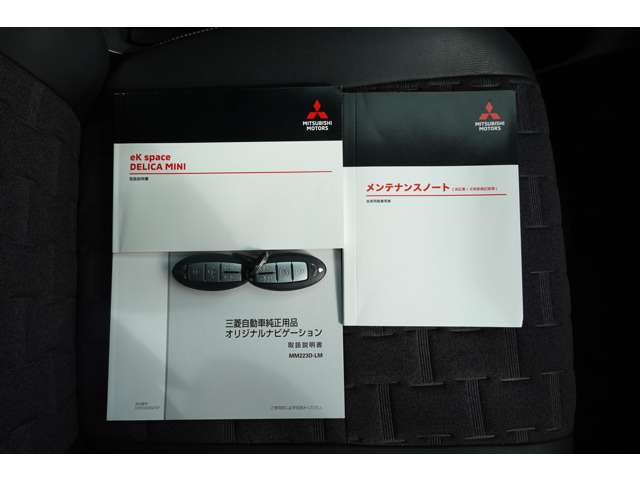 MITSUBISHI
MOTORS
eK space
DELICA MINI
取扱説明書
MITSUBISHI
MOTORS
メンテナンスノート
三菱自動車純正用品
オリジナルナビゲーション
取扱説明書
MM223D-LM